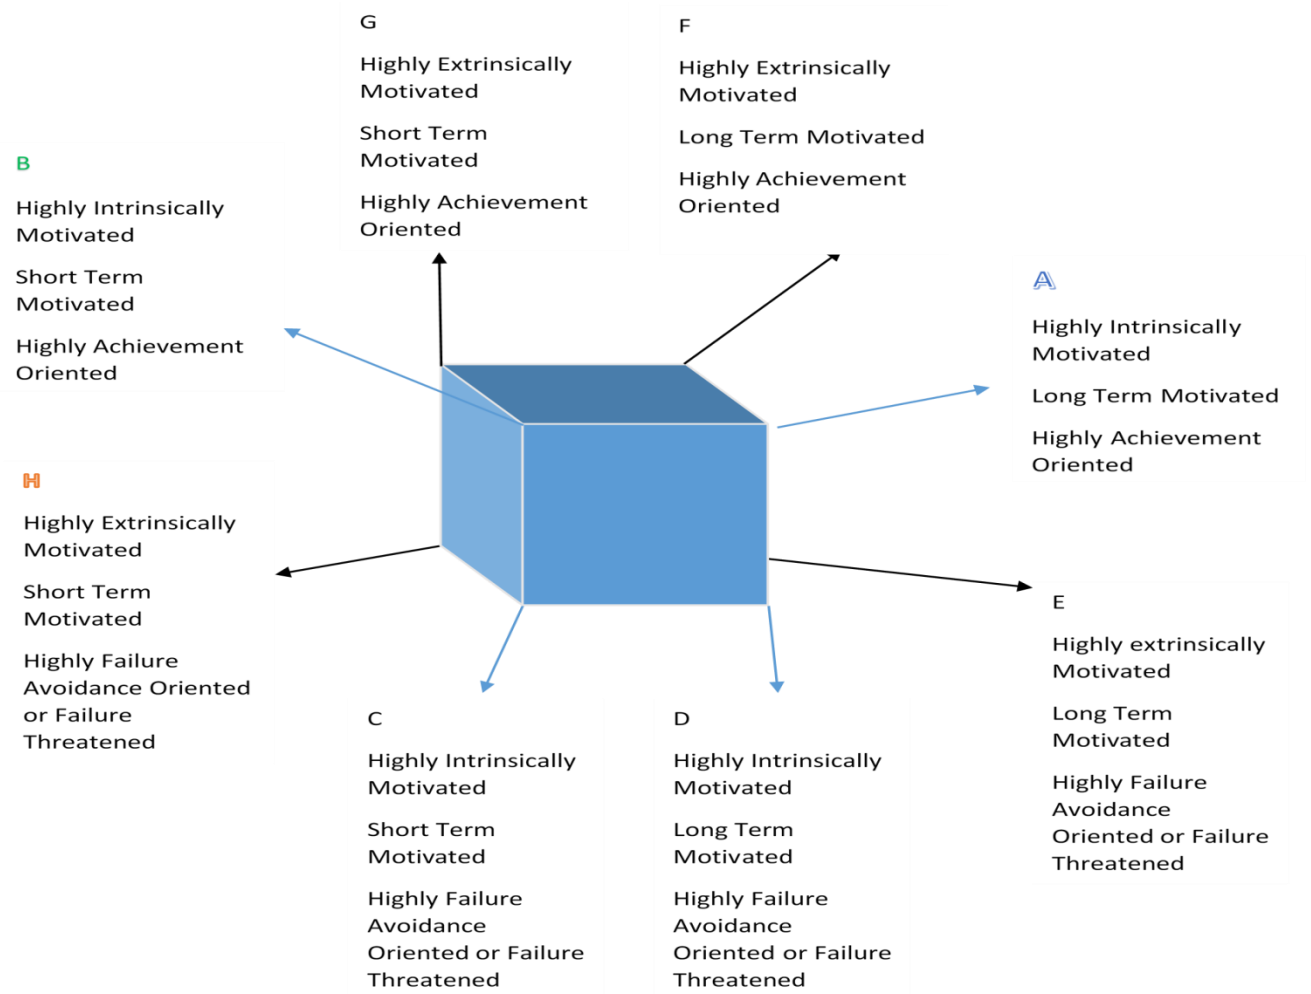 G
Highly Extrinsically
Motivated
Short Term
Motivated
Highly Achievement
Oriented
F
Highly Extrinsically
Motivated
Long Term Motivated
Highly Achievement
Oriented
B
Highly Intrinsically
Motivated
Short Term
Motivated
Highly Achievement
Oriented
A
Highly Intrinsically
Motivated
Long Term Motivated
Highly Achievement
Oriented
H
Highly Extrinsically
Motivated
Short Term
Motivated
Highly Failure
Avoidance Oriented
or Failure
Threatened
E
Highly extrinsically
Motivated
Long Term
Motivated
Highly Failure
Avoidance
Oriented or Failure
Threatened
C
Highly Intrinsically
Motivated
Short Term
Motivated
Highly Failure
Avoidance
Oriented or Failure
Threatened
D
Highly Intrinsically
Motivated
Long Term
Motivated
Highly Failure
Avoidance
Oriented or Failure
Threatened